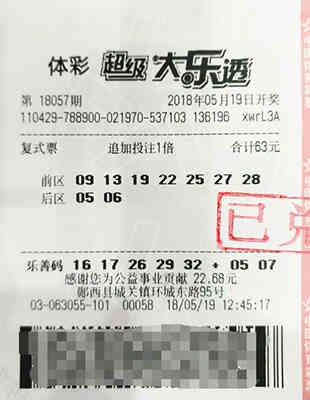 体彩 超级大乐透
第 18057期 2018年05月19日开奖
110429-788900-021970-537103 136196 xwrL3A
复式票 追加投注1倍 合计63元
前区 09 13 19 22 25 27 28
后区 05 06
已兑
乐善码 16 17 26 29 32 + 05 07
感谢您为公益事业贡献 22.68元
郧西县城关镇环城东路95号
03-063055-101 00058 18/05/19 12:45:17